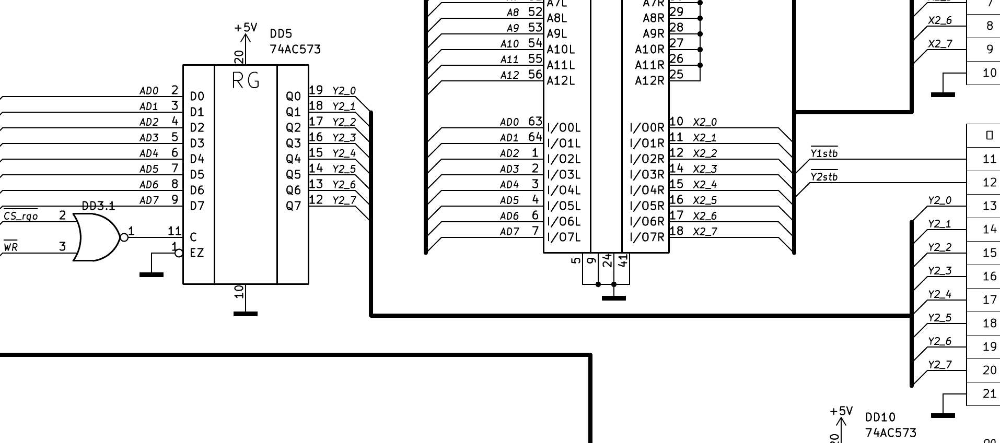 +5V
DD5
74AC573
20
RG
AD0 2 D0 Q0 19 Y2_0
AD1 3 D1 Q1 18 Y2_1
AD2 4 D2 Q2 17 Y2_2
AD3 5 D3 Q3 16 Y2_3
AD4 6 D4 Q4 15 Y2_4
AD5 7 D5 Q5 14 Y2_5
AD6 8 D6 Q6 13 Y2_6
AD7 9 D7 Q7 12 Y2_7
DD3.1
CS_rgo 2
1 11 C
WR 3
1 EZ
10
A7L A7R
A8 52 A8L A8R 29
A9 53 A9L A9R 28
A10 54 A10L A10R 27
A11 55 A11L A11R 26
A12 56 A12L A12R 25
AD0 63 I/O0L I/O0R 10 X2_0
AD1 64 I/O1L I/O1R 11 X2_1
AD2 1 I/O2L I/O2R 12 X2_2
AD3 2 I/O3L I/O3R 14 X2_3
AD4 3 I/O4L I/O4R 15 X2_4
AD5 4 I/O5L I/O5R 16 X2_5
AD6 6 I/O6L I/O6R 17 X2_6
AD7 7 I/O7L I/O7R 18 X2_7
5 9 24 41
7
X2_6 8
X2_7 9
10
Y1stb 11
Y2stb 12
Y2_0 13
Y2_1 14
Y2_2 15
Y2_3 16
Y2_4 17
Y2_5 18
Y2_6 19
Y2_7 20
21
+5V
DD10
74AC573
20